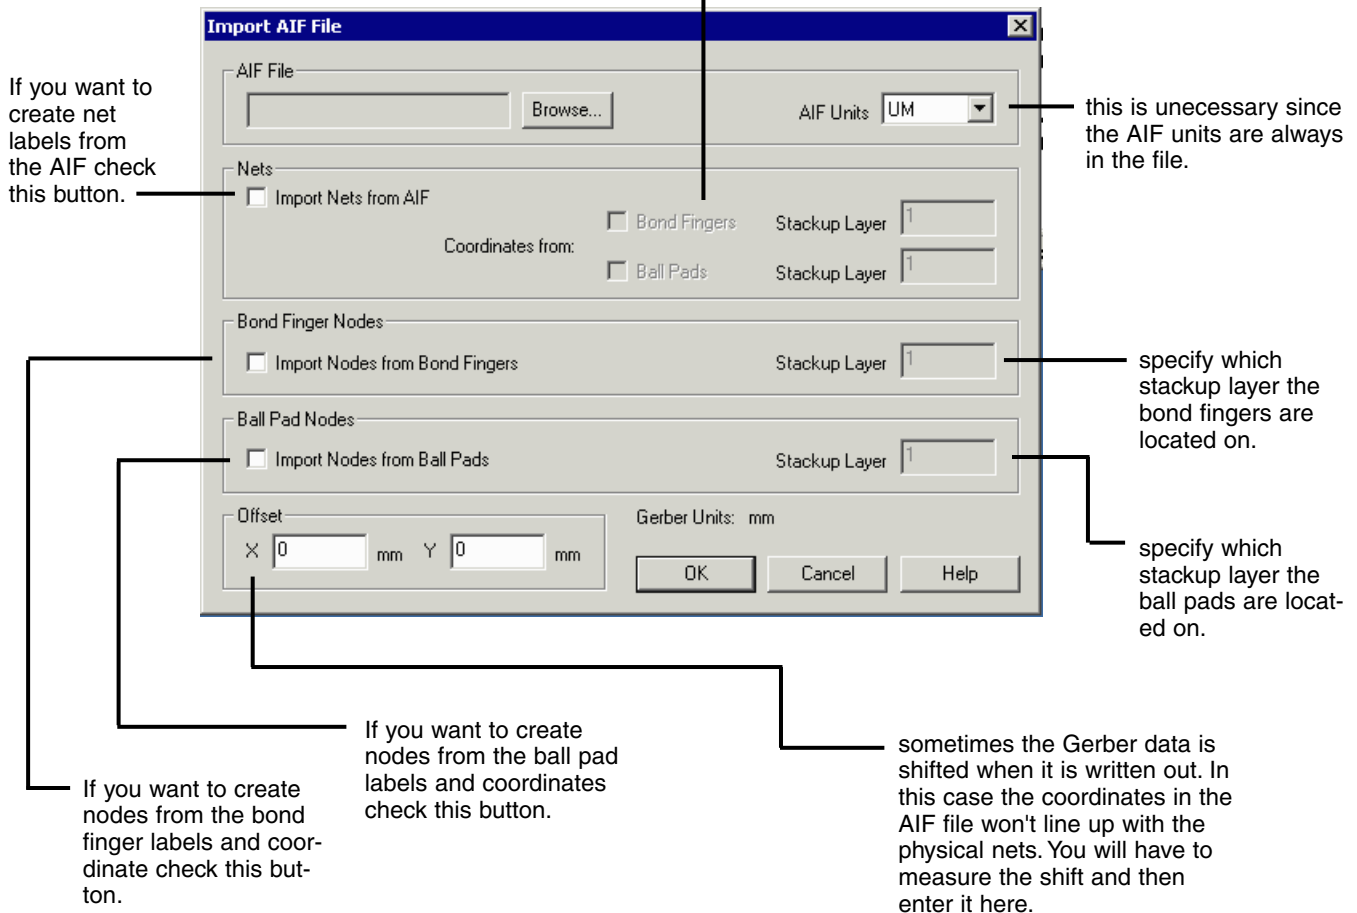 Import AIF File
AIF File
Browse...
AIF Units UM
Nets
Import Nets from AIF
Coordinates from:
Bond Fingers Stackup Layer 1
Ball Pads Stackup Layer 1
Bond Finger Nodes
Import Nodes from Bond Fingers Stackup Layer 1
Ball Pad Nodes
Import Nodes from Ball Pads Stackup Layer 1
Offset
X 0 mm Y 0 mm
Gerber Units: mm
OK Cancel Help
If you want to
create net
labels from
the AIF check
this button.
this is unecessary since
the AIF units are always
in the file.
specify which
stackup layer the
bond fingers are
located on.
specify which
stackup layer the
ball pads are locat-
ed on.
If you want to create
nodes from the ball pad
labels and coordinates
check this button.
If you want to create
nodes from the bond
finger labels and coor-
dinate check this but-
ton.
sometimes the Gerber data is
shifted when it is written out. In
this case the coordinates in the
AIF file won't line up with the
physical nets. You will have to
measure the shift and then
enter it here.